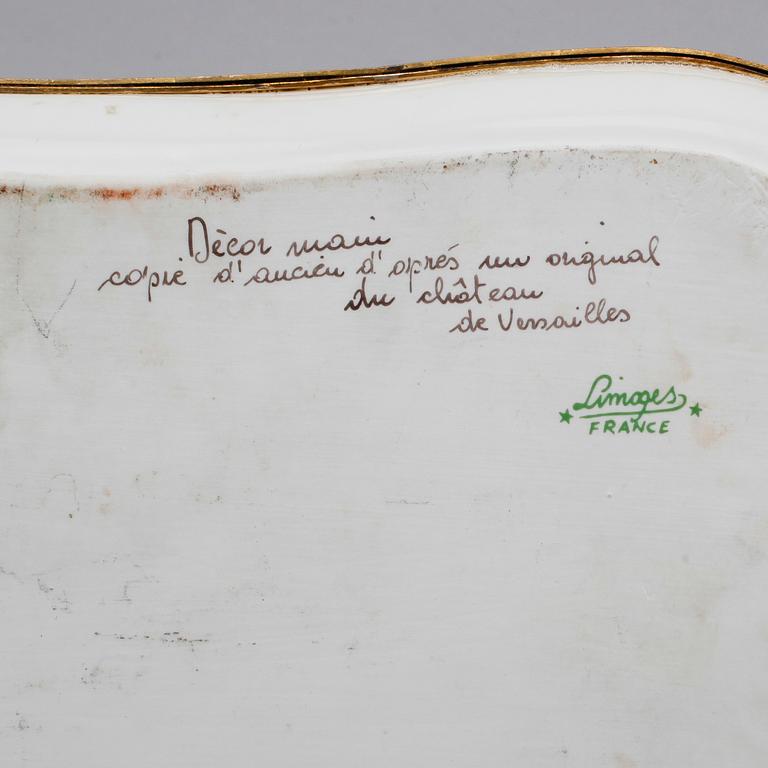 Décor main
copie d'ancien d'après un original
du château
de Versailles
Limoges
FRANCE